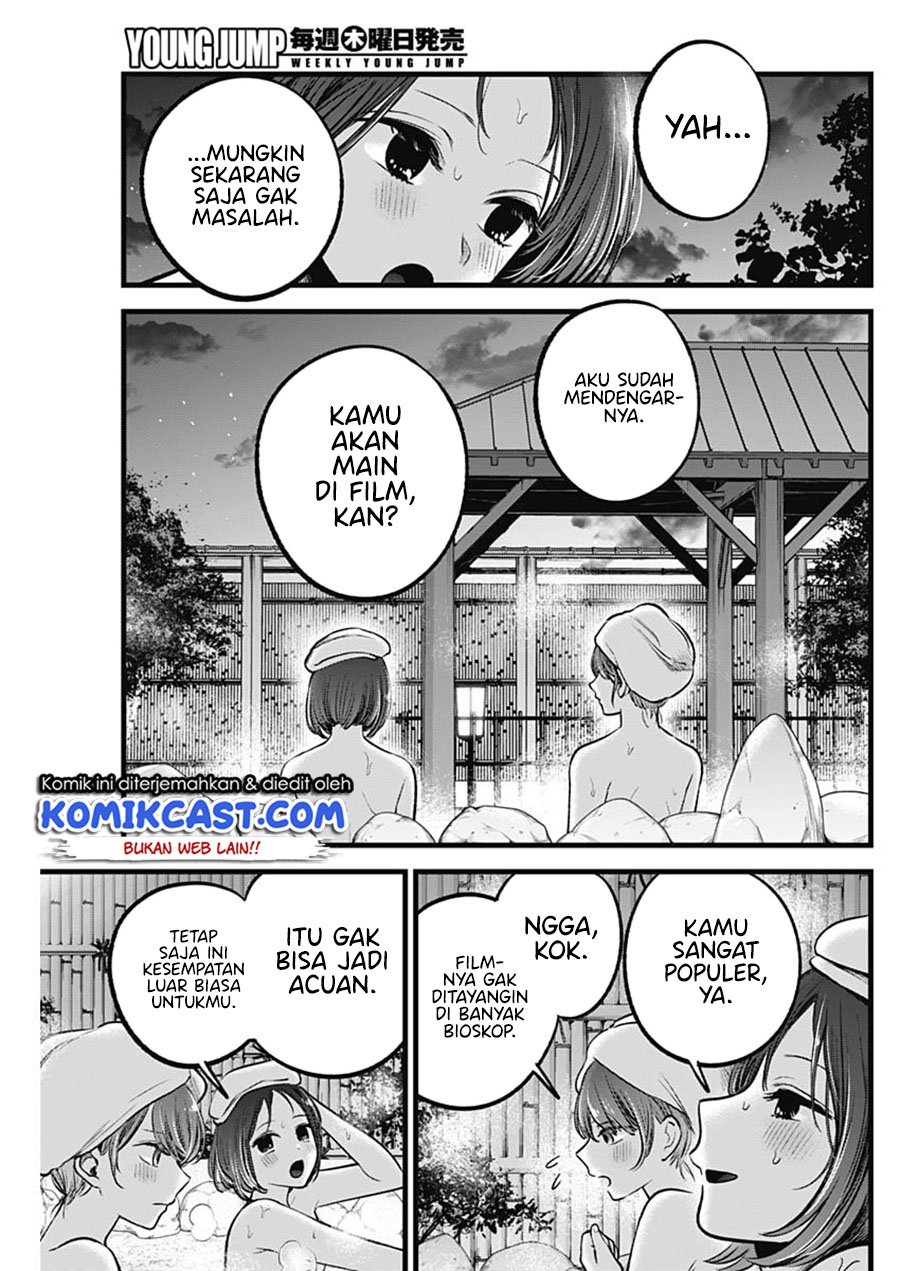 YOUNG JUMP 毎週木曜日発売
WEEKLY YOUNG JUMP
YAH...
...MUNGKIN
SEKARANG
SAJA GAK
MASALAH.
AKU SUDAH
MENDENGAR-
NYA.
KAMU
AKAN
MAIN
DI FILM,
KAN?
Komik ini diterjemahkan & diedit oleh
KOMIKCAST.COM
BUKAN WEB LAIN!!
KAMU
SANGAT
POPULER,
YA.
NGGA,
KOK.
FILM-
NYA GAK
DITAYANGIN
DI BANYAK
BIOSKOP.
ITU GAK
BISA JADI
ACUAN.
TETAP
SAJA INI
KESEMPATAN
LUAR BIASA
UNTUKMU.